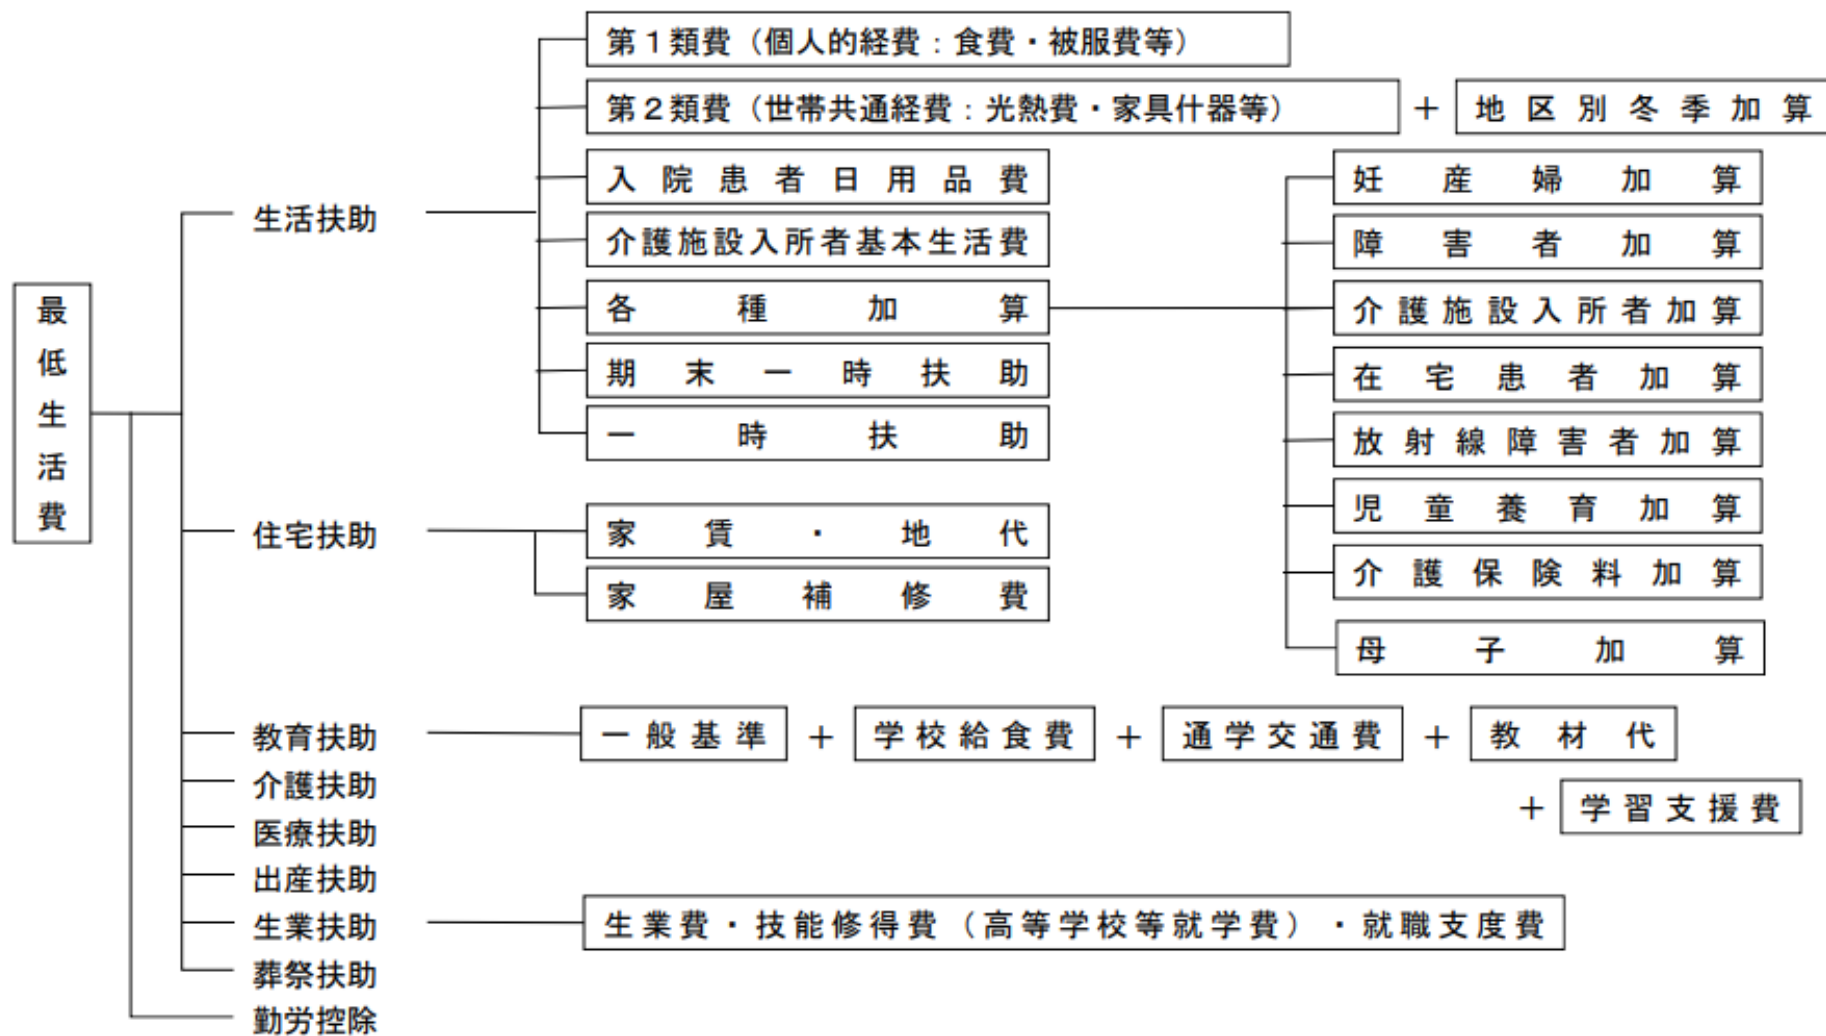 最低生活費
生活扶助
第1類費（個人的経費：食費・被服費等）
第2類費（世帯共通経費：光熱費・家具什器等）
＋
地区別冬季加算
入院患者日用品費
介護施設入所者基本生活費
各種加算
期末一時扶助
一時扶助
妊産婦加算
障害者加算
介護施設入所者加算
在宅患者加算
放射線障害者加算
児童養育加算
介護保険料加算
母子加算
住宅扶助
家賃・地代
家屋補修費
教育扶助
一般基準 ＋ 学校給食費 ＋ 通学交通費 ＋ 教材代
＋ 学習支援費
介護扶助
医療扶助
出産扶助
生業扶助
生業費・技能修得費（高等学校等就学費）・就職支度費
葬祭扶助
勤労控除